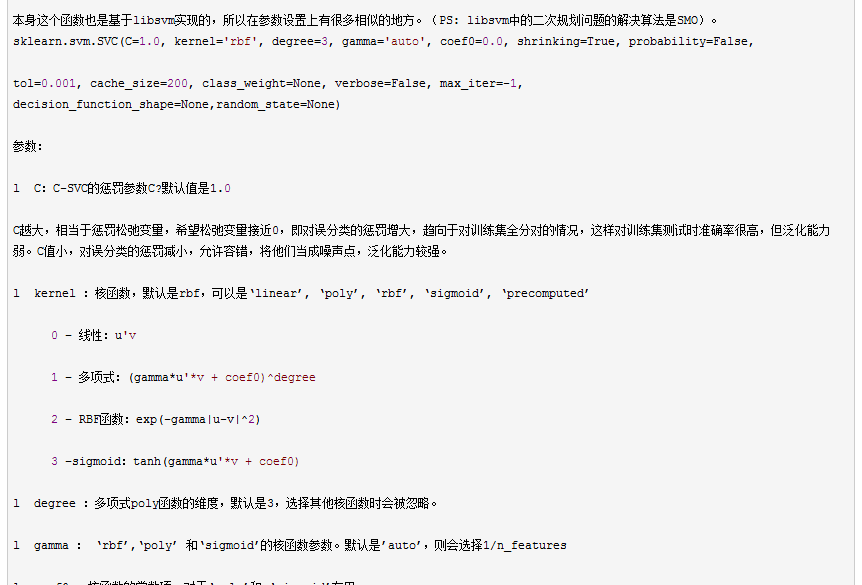 本身这个函数也是基于libsvm实现的，所以在参数设置上有很多相似的地方。（PS: libsvm中的二次规划问题的解决算法是SMO）。
sklearn.svm.SVC(C=1.0, kernel='rbf', degree=3, gamma='auto', coef0=0.0, shrinking=True, probability=False,
tol=0.001, cache_size=200, class_weight=None, verbose=False, max_iter=-1,
decision_function_shape=None,random_state=None)
参数：
l  C：C-SVC的惩罚参数C?默认值是1.0
C越大，相当于惩罚松弛变量，希望松弛变量接近0，即对误分类的惩罚增大，趋向于对训练集全分对的情况，这样对训练集测试时准确率很高，但泛化能力
弱。C值小，对误分类的惩罚减小，允许容错，将他们当成噪声点，泛化能力较强。
l  kernel ：核函数，默认是rbf，可以是‘linear’, ‘poly’, ‘rbf’, ‘sigmoid’, ‘precomputed’
0 – 线性：u'v
1 – 多项式：(gamma*u'*v + coef0)^degree
2 – RBF函数：exp(-gamma|u-v|^2)
3 –sigmoid：tanh(gamma*u'*v + coef0)
l  degree ：多项式poly函数的维度，默认是3，选择其他核函数时会被忽略。
l  gamma ： ‘rbf’,‘poly’ 和‘sigmoid’的核函数参数。默认是’auto’，则会选择1/n_features